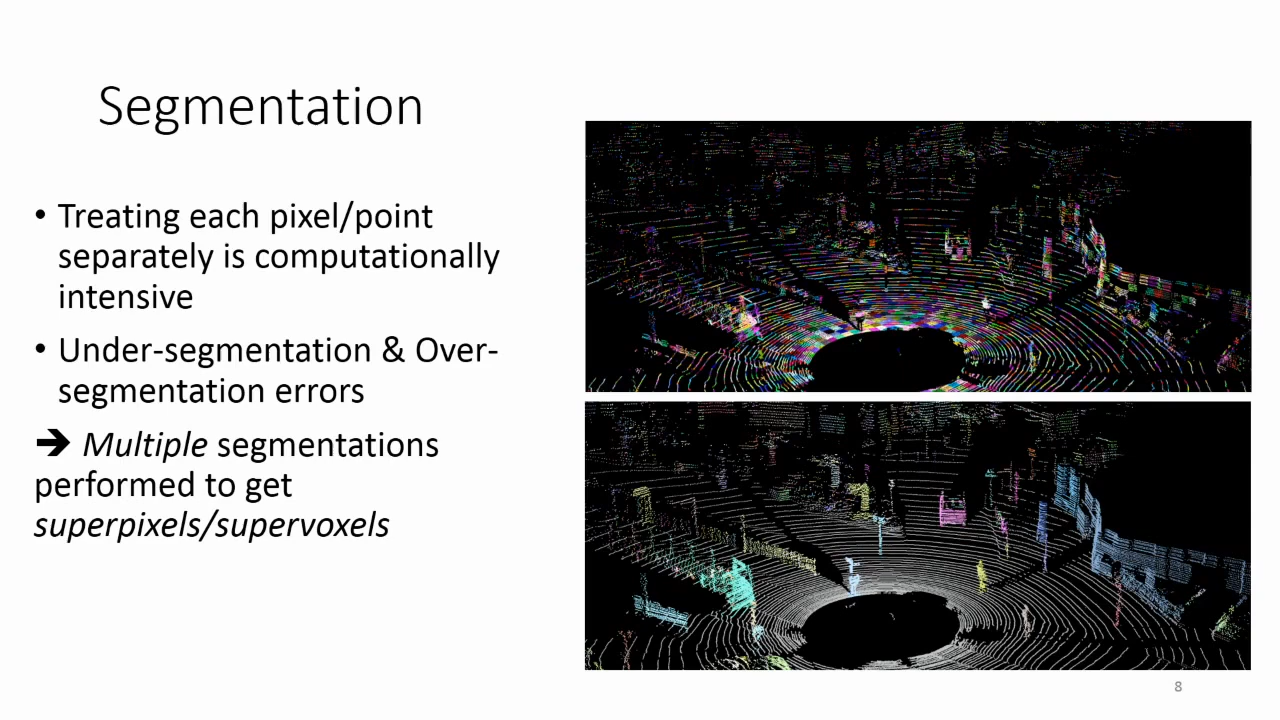 Segmentation
• Treating each pixel/point
separately is computationally
intensive
• Under-segmentation & Over-
segmentation errors
➔ Multiple segmentations
performed to get
superpixels/supervoxels
8